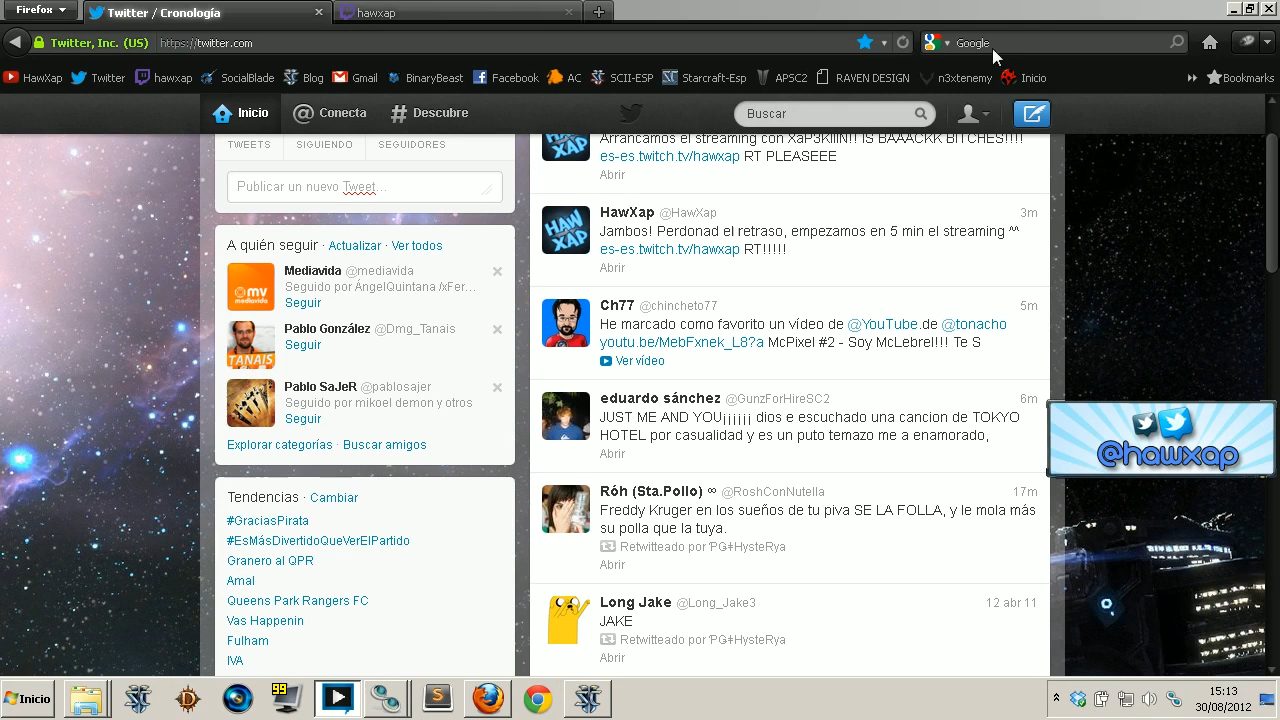 Firefox
Twitter / Cronología
hawxap
Twitter, Inc. (US)
https://twitter.com
Google
HawXap
Twitter
hawxap
SocialBlade
Blog
Gmail
BinaryBeast
Facebook
AC
SCII-ESP
Starcraft-Esp
APSC2
RAVEN DESIGN
n3xtenemy
Inicio
Bookmarks
Inicio
Conecta
Descubre
Buscar
TWEETS
SIGUIENDO
SEGUIDORES
Publicar un nuevo Tweet...
A quién seguir · Actualizar · Ver todos
mv
mediavida
Mediavida @mediavida
Seguido por ÁngelQuintana /xFer...
Seguir
TANAIS
Pablo González @Dmg_Tanais
Seguir
Pablo SaJeR @pablosajer
Seguido por mikoel demon y otros
Seguir
Explorar categorías · Buscar amigos
Tendencias · Cambiar
#GraciasPirata
#EsMásDivertidoQueVerElPartido
Granero al QPR
Amal
Queens Park Rangers FC
Vas Happenin
Fulham
IVA
HAW XAP
Arrancamos el streaming con XaP3KIIIN!! IS BAAACKK BITCHES!!!!
es-es.twitch.tv/hawxap RT PLEASEEE
Abrir
HAW XAP
HawXap @HawXap 3m
Jambos! Perdonad el retraso, empezamos en 5 min el streaming ^^
es-es.twitch.tv/hawxap RT!!!!!
Abrir
Ch77 @chincheto77 5m
He marcado como favorito un vídeo de @YouTube de @tonacho
youtu.be/MebFxnek_L8?a McPixel #2 - Soy McLebrel!!! Te S
Ver vídeo
eduardo sánchez @GunzForHireSC2 6m
JUST ME AND YOU¡¡¡¡¡¡ dios e escuchado una cancion de TOKYO
HOTEL por casualidad y es un puto temazo me a enamorado,
Abrir
Róh (Sta.Pollo) ∞ @RoshConNutella 17m
Freddy Kruger en los sueños de tu piva SE LA FOLLA, y le mola más
su polla que la tuya.
Retwitteado por ƤGǂHysteRya
Abrir
Long Jake @Long_Jake3 12 abr 11
JAKE
Retwitteado por ƤGǂHysteRya
Abrir
@hawxap
Inicio
99
15:13
30/08/2012